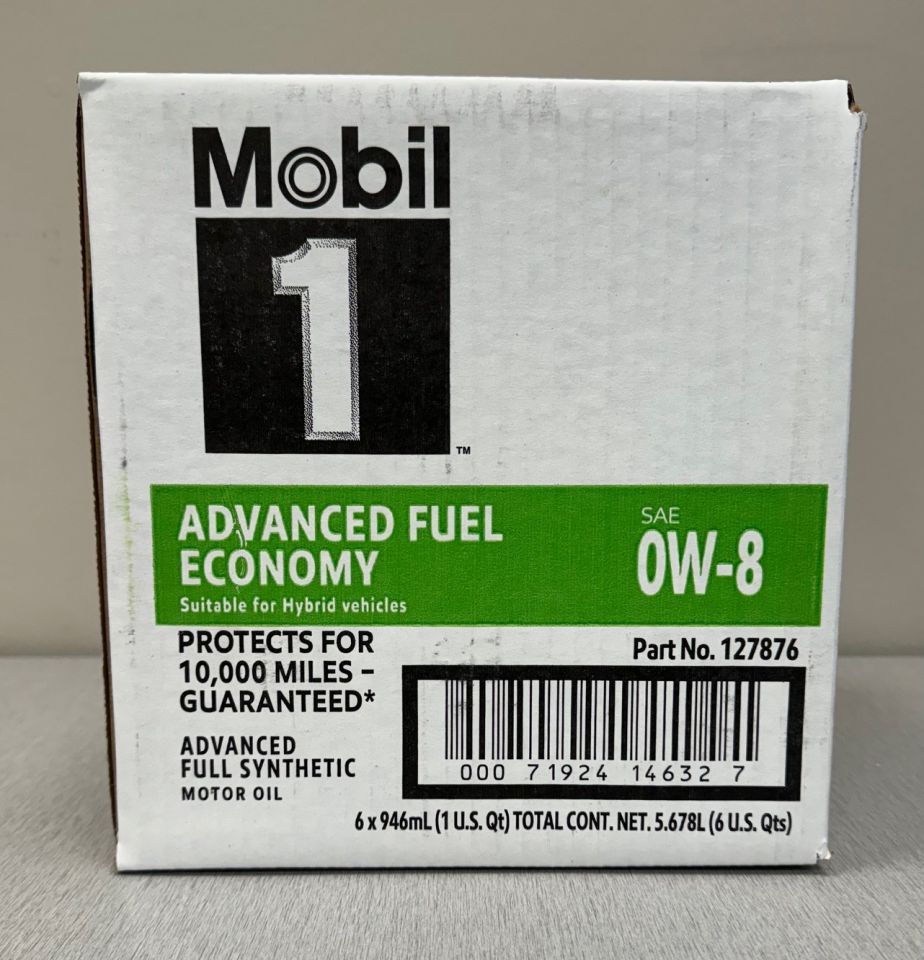 Mobil
1
TM
ADVANCED FUEL
ECONOMY
Suitable for Hybrid vehicles
SAE
0W-8
PROTECTS FOR
10,000 MILES –
GUARANTEED*
ADVANCED
FULL SYNTHETIC
MOTOR OIL
Part No. 127876
000 71924 14632 7
6 x 946mL (1 U.S. Qt) TOTAL CONT. NET. 5.678L (6 U.S. Qts)